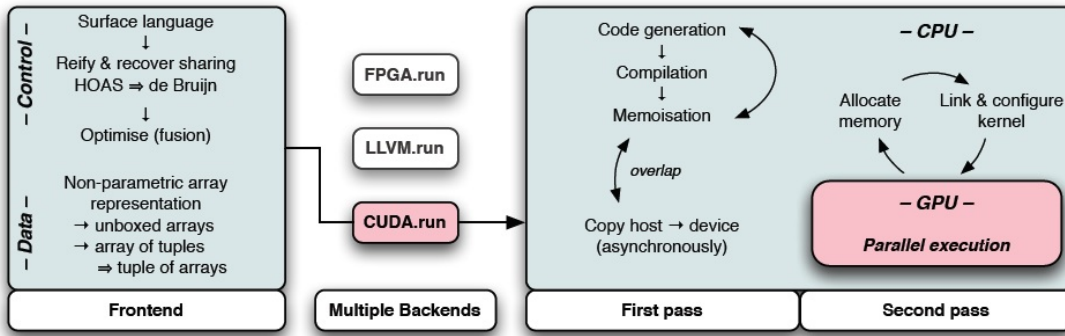 – Control –
Surface language
↓
Reify & recover sharing
HOAS ⇒ de Bruijn
↓
Optimise (fusion)
– Data –
Non-parametric array
representation
→ unboxed arrays
→ array of tuples
⇒ tuple of arrays
Frontend
FPGA.run
LLVM.run
CUDA.run
Multiple Backends
Code generation
↓
Compilation
↓
Memoisation
overlap
Copy host → device
(asynchronously)
First pass
– CPU –
Allocate
memory
Link & configure
kernel
– GPU –
Parallel execution
Second pass